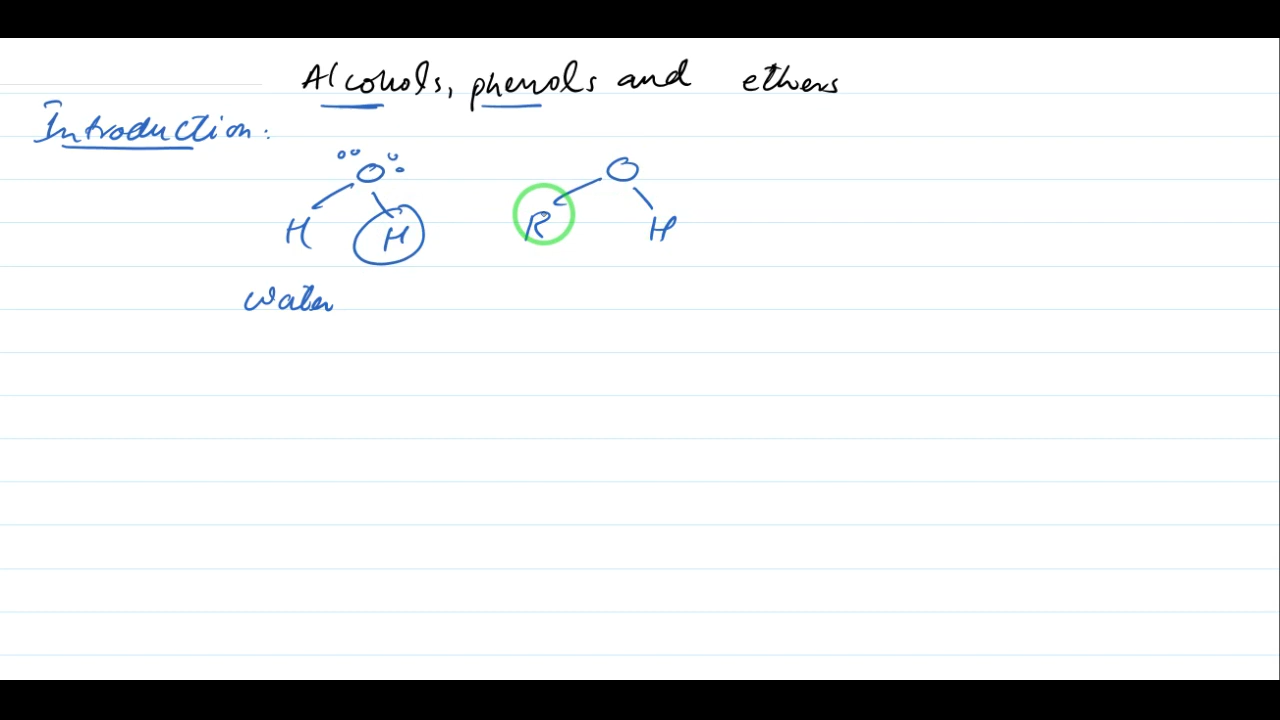 Alcohols, phenols and ethers
Introduction:
O O
H H R H
water